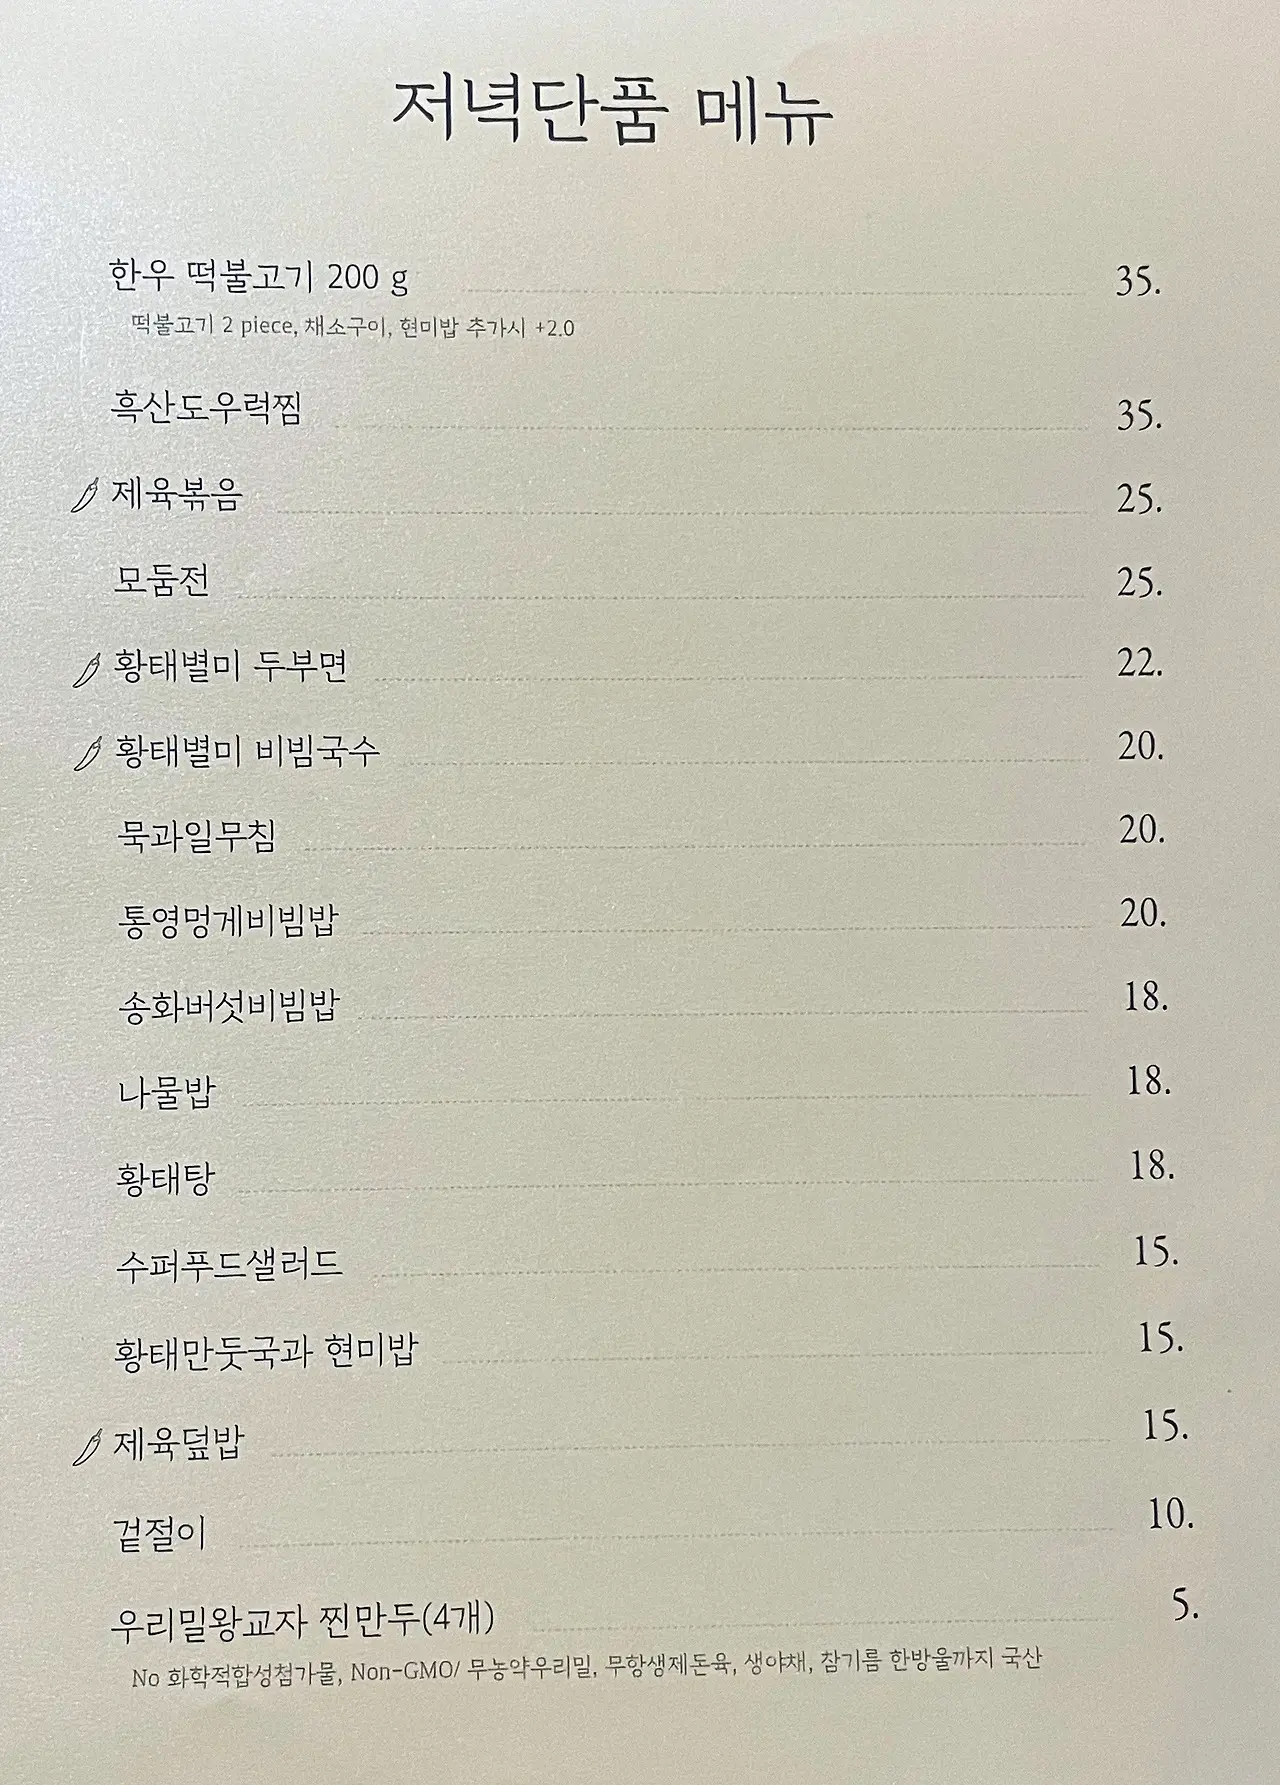 저녁단품 메뉴
한우 떡불고기 200 g 35.
떡불고기 2 piece, 채소구이, 현미밥 추가시 +2.0
흑산도우럭찜 35.
제육볶음 25.
모둠전 25.
황태별미 두부면 22.
황태별미 비빔국수 20.
묵과일무침 20.
통영멍게비빔밥 20.
송화버섯비빔밥 18.
나물밥 18.
황태탕 18.
수퍼푸드샐러드 15.
황태만둣국과 현미밥 15.
제육덮밥 15.
겉절이 10.
우리밀왕교자 찐만두(4개) 5.
No 화학적합성첨가물, Non-GMO/ 무농약우리밀, 무항생제돈육, 생야채, 참기름 한방울까지 국산